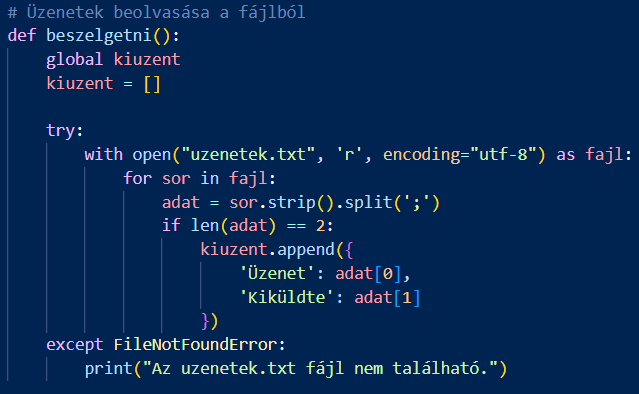 # Üzenetek beolvasása a fájlból
def beszelgetni():
    global kiuzent
    kiuzent = []

    try:
        with open("uzenetek.txt", 'r', encoding="utf-8") as fajl:
            for sor in fajl:
                adat = sor.strip().split(';')
                if len(adat) == 2:
                    kiuzent.append({
                        'Üzenet': adat[0],
                        'Kiküldte': adat[1]
                    })
    except FileNotFoundError:
        print("Az uzenetek.txt fájl nem található.")